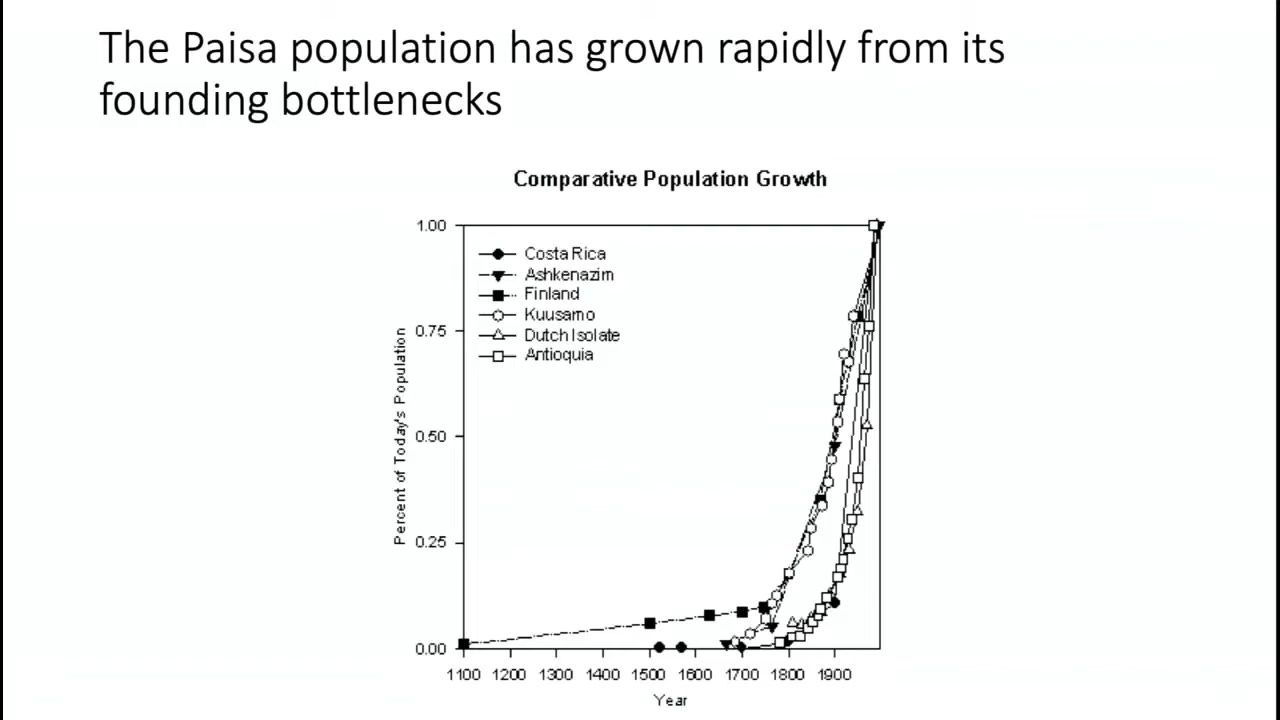 The Paisa population has grown rapidly from its
founding bottlenecks
Comparative Population Growth
1.00
0.75
0.50
0.25
0.00
Percent of Today's Population
Costa Rica
Ashkenazim
Finland
Kuusamo
Dutch Isolate
Antioquia
1100 1200 1300 1400 1500 1600 1700 1800 1900
Year